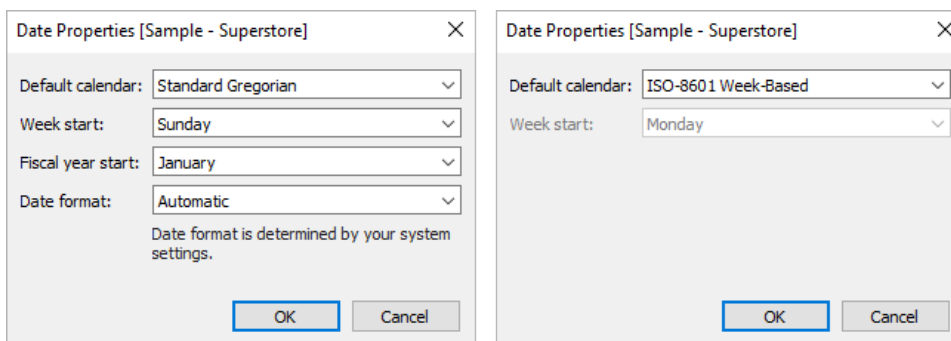 Date Properties [Sample - Superstore]
Default calendar: Standard Gregorian
Week start: Sunday
Fiscal year start: January
Date format: Automatic
Date format is determined by your system
settings.
OK Cancel
Date Properties [Sample - Superstore]
Default calendar: ISO-8601 Week-Based
Week start: Monday
OK Cancel